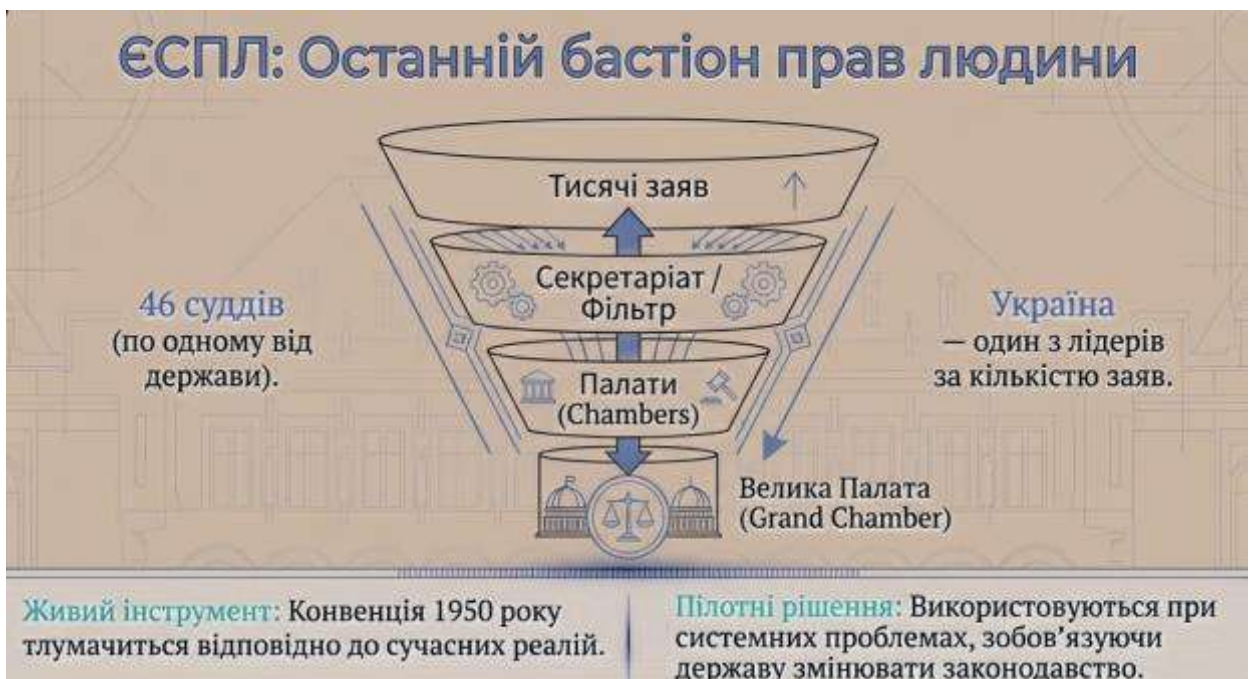 ЄСПЛ: Останній бастіон прав людини
Тисячі заяв
Секретаріат /
Фільтр
Палати
(Chambers)
46 суддів
(по одному від
держави).
Україна
— один з лідерів
за кількістю заяв.
Велика Палата
(Grand Chamber)
Живий інструмент: Конвенція 1950 року
тлумачиться відповідно до сучасних реалій.
Пілотні рішення: Використовуються при
системних проблемах, зобов’язуючи
державу змінювати законодавство.